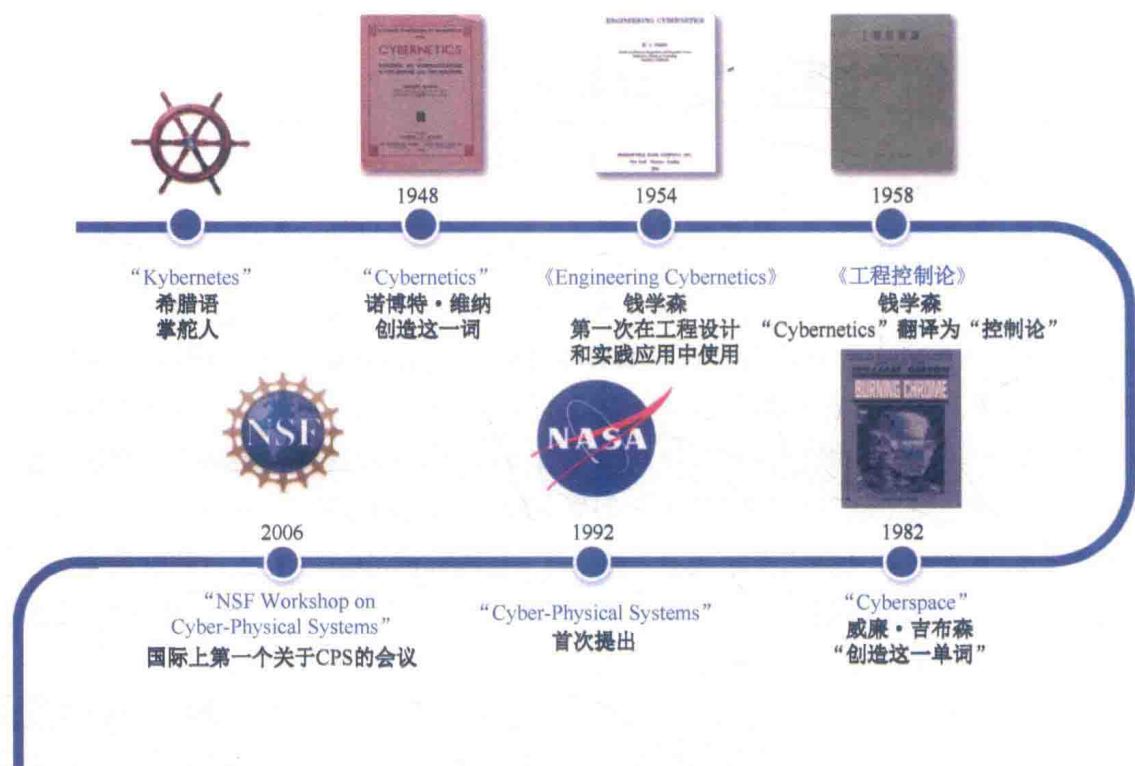 CYBERNETICS
ENGINEERING CYBERNETICS
1948
1954
1958
“Kybernetes”
希腊语
掌舵人
“Cybernetics”
诺博特·维纳
创造这一词
《Engineering Cybernetics》
钱学森
第一次在工程设计
和实践应用中使用
《工程控制论》
钱学森
“Cybernetics”翻译为“控制论”
BURNING CHROME
NSF
NASA
2006
1992
1982
“NSF Workshop on
Cyber-Physical Systems”
国际上第一个关于CPS的会议
“Cyber-Physical Systems”
首次提出
“Cyberspace”
威廉·吉布森
“创造这一单词”